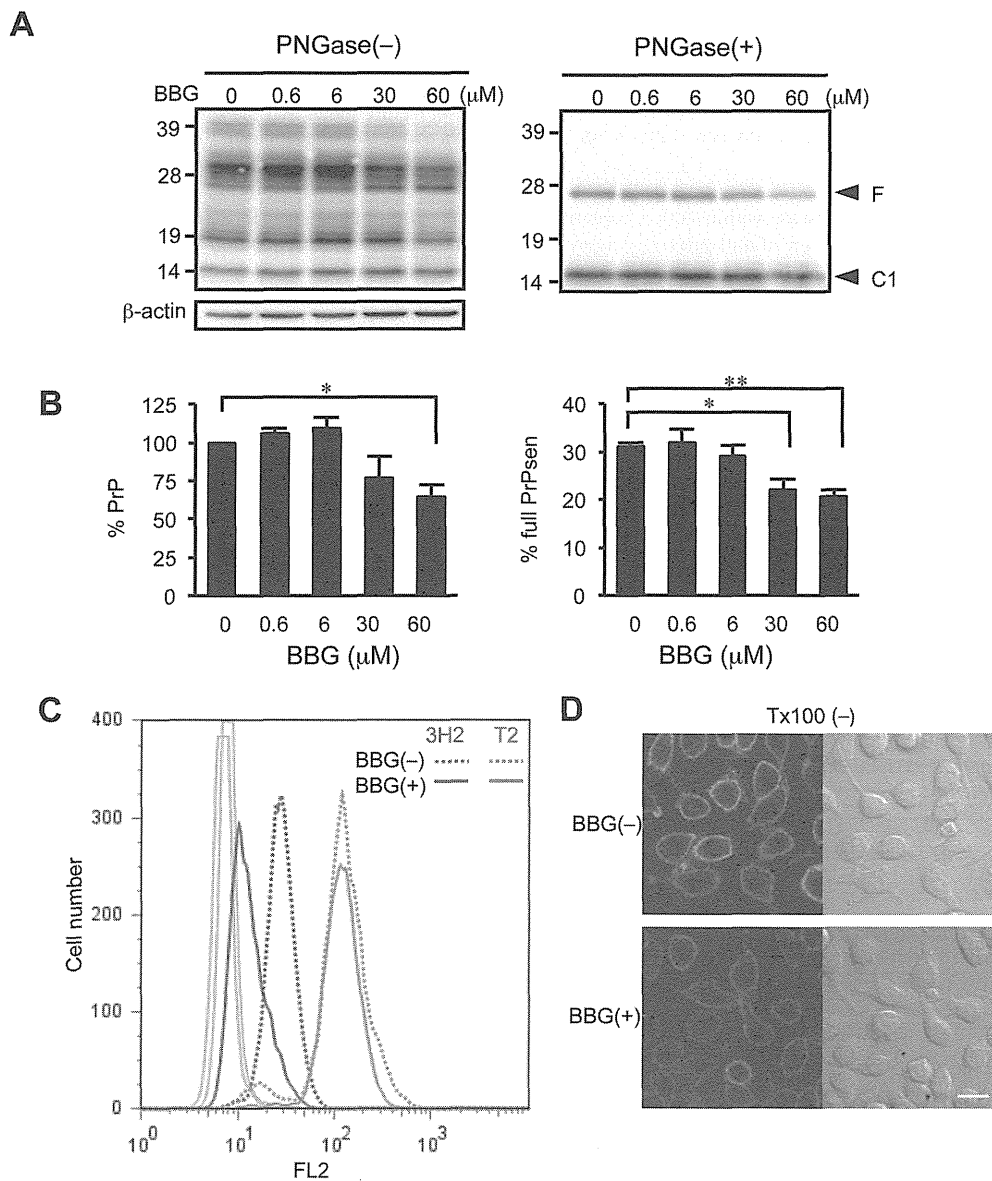 A
PNGase(–)
BBG 0 0.6 6 30 60 (μM)
39
28
19
14
β-actin
PNGase(+)
0 0.6 6 30 60 (μM)
39
28
19
14
F
C1
B
% PrP
125
100
75
50
25
0
*
0 0.6 6 30 60
BBG (μM)
% full PrPsen
40
30
20
10
0
**
*
0 0.6 6 30 60
BBG (μM)
C
Cell number
400
300
200
100
0
3H2 T2
BBG(–)
BBG(+)
10⁰ 10¹ 10² 10³
FL2
D
Tx100 (–)
BBG(–)
BBG(+)